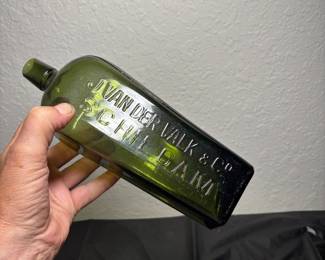 J. VAN DER VALK & Co
SCHIEDAM